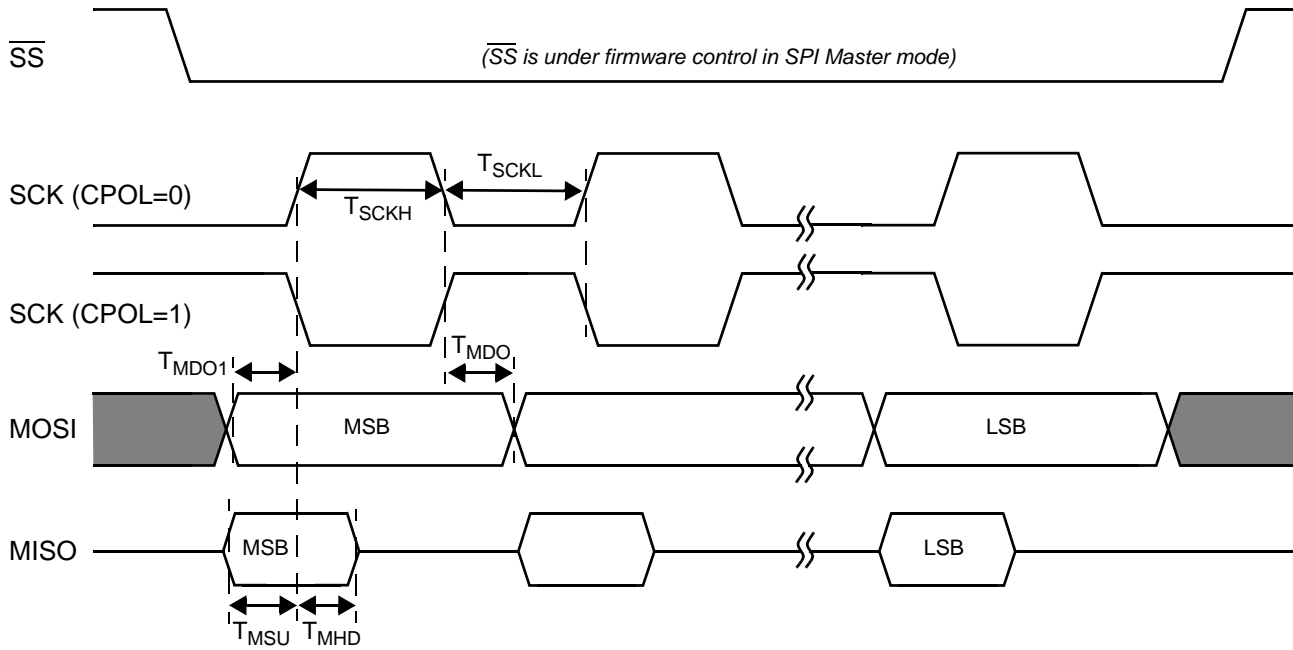 SS
(SS is under firmware control in SPI Master mode)
SCK (CPOL=0)
TSCKH
TSCKL
SCK (CPOL=1)
TMDO1
TMDO
MOSI
MSB
LSB
MISO
MSB
LSB
TMSU
TMHD